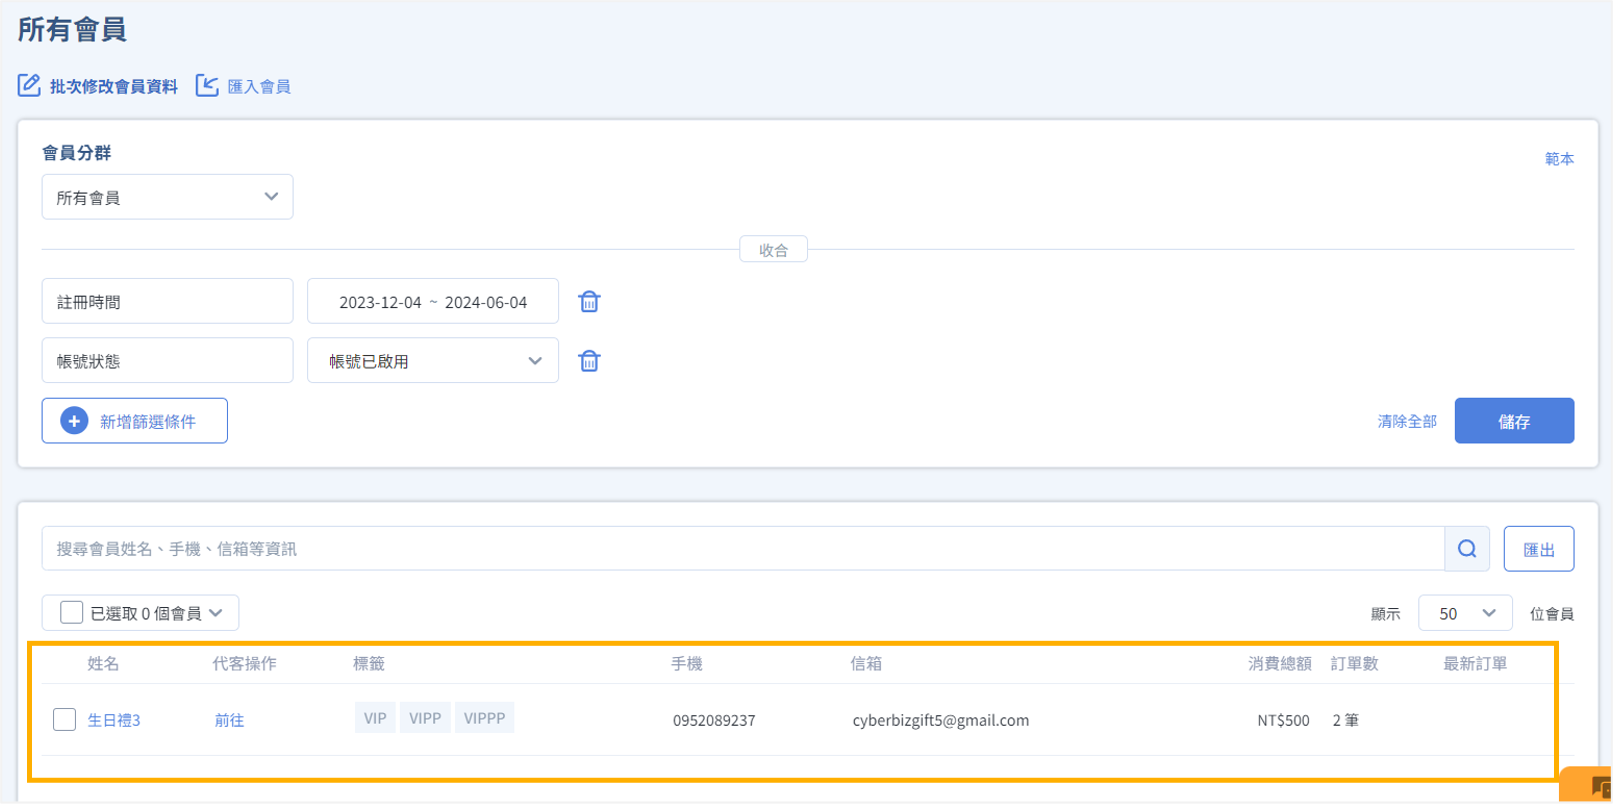 所有會員
批次修改會員資料 匯入會員
會員分群
範本
所有會員
收合
註冊時間 2023-12-04 ~ 2024-06-04
帳號狀態 帳號已啟用
新增篩選條件 清除全部 儲存
搜尋會員姓名、手機、信箱等資訊 匯出
已選取 0 個會員 顯示 50 位會員
姓名 代客操作 標籤 手機 信箱 消費總額 訂單數 最新訂單
生日禮3 前往 VIP VIPP VIPPP 0952089237 cyberbizgift5@gmail.com NT$500 2 筆